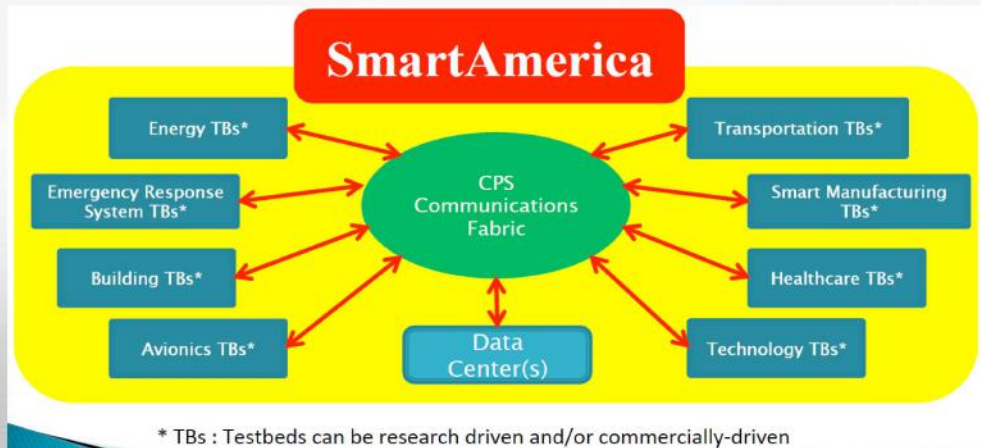 SmartAmerica
Energy TBs*
Transportation TBs*
CPS
Communications
Fabric
Emergency Response
System TBs*
Smart Manufacturing
TBs*
Building TBs*
Healthcare TBs*
Avionics TBs*
Data
Center(s)
Technology TBs*
* TBs : Testbeds can be research driven and/or commercially-driven